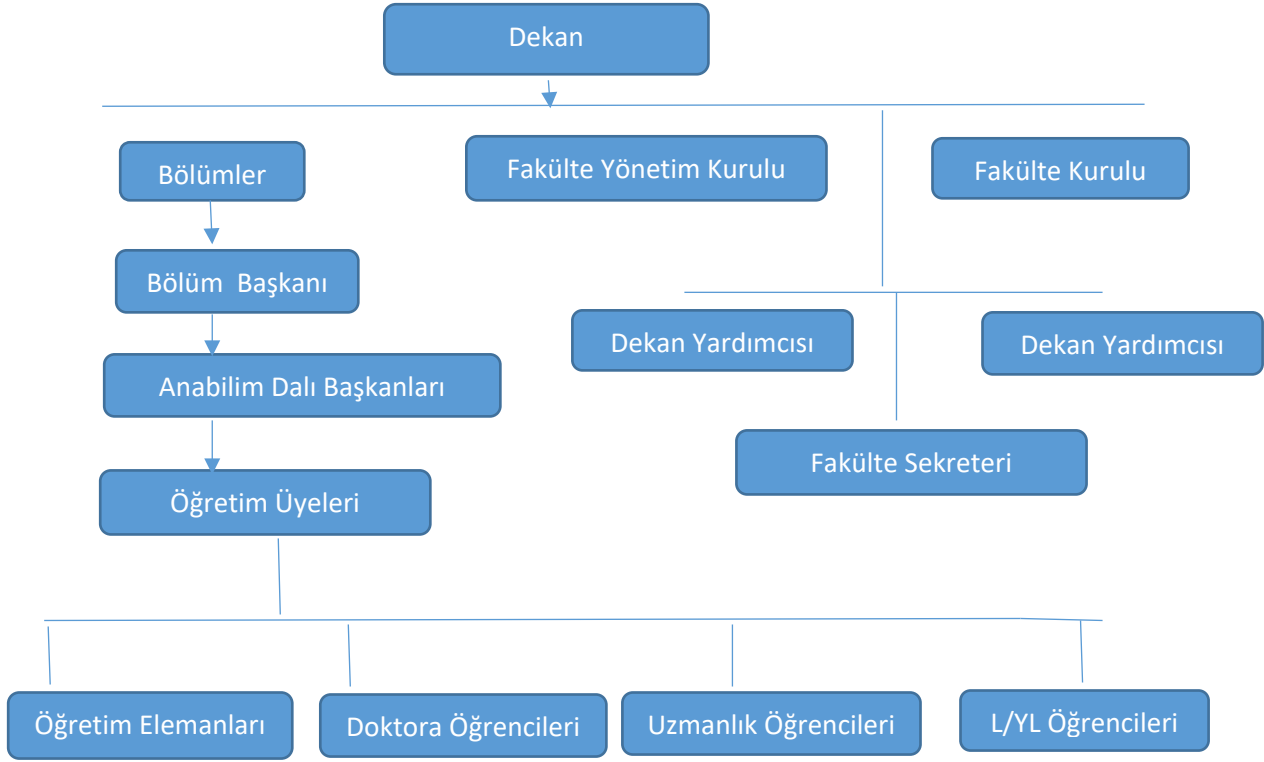 Dekan
Bölümler
Fakülte Yönetim Kurulu
Fakülte Kurulu
Bölüm Başkanı
Dekan Yardımcısı
Dekan Yardımcısı
Anabilim Dalı Başkanları
Fakülte Sekreteri
Öğretim Üyeleri
Öğretim Elemanları
Doktora Öğrencileri
Uzmanlık Öğrencileri
L/YL Öğrencileri